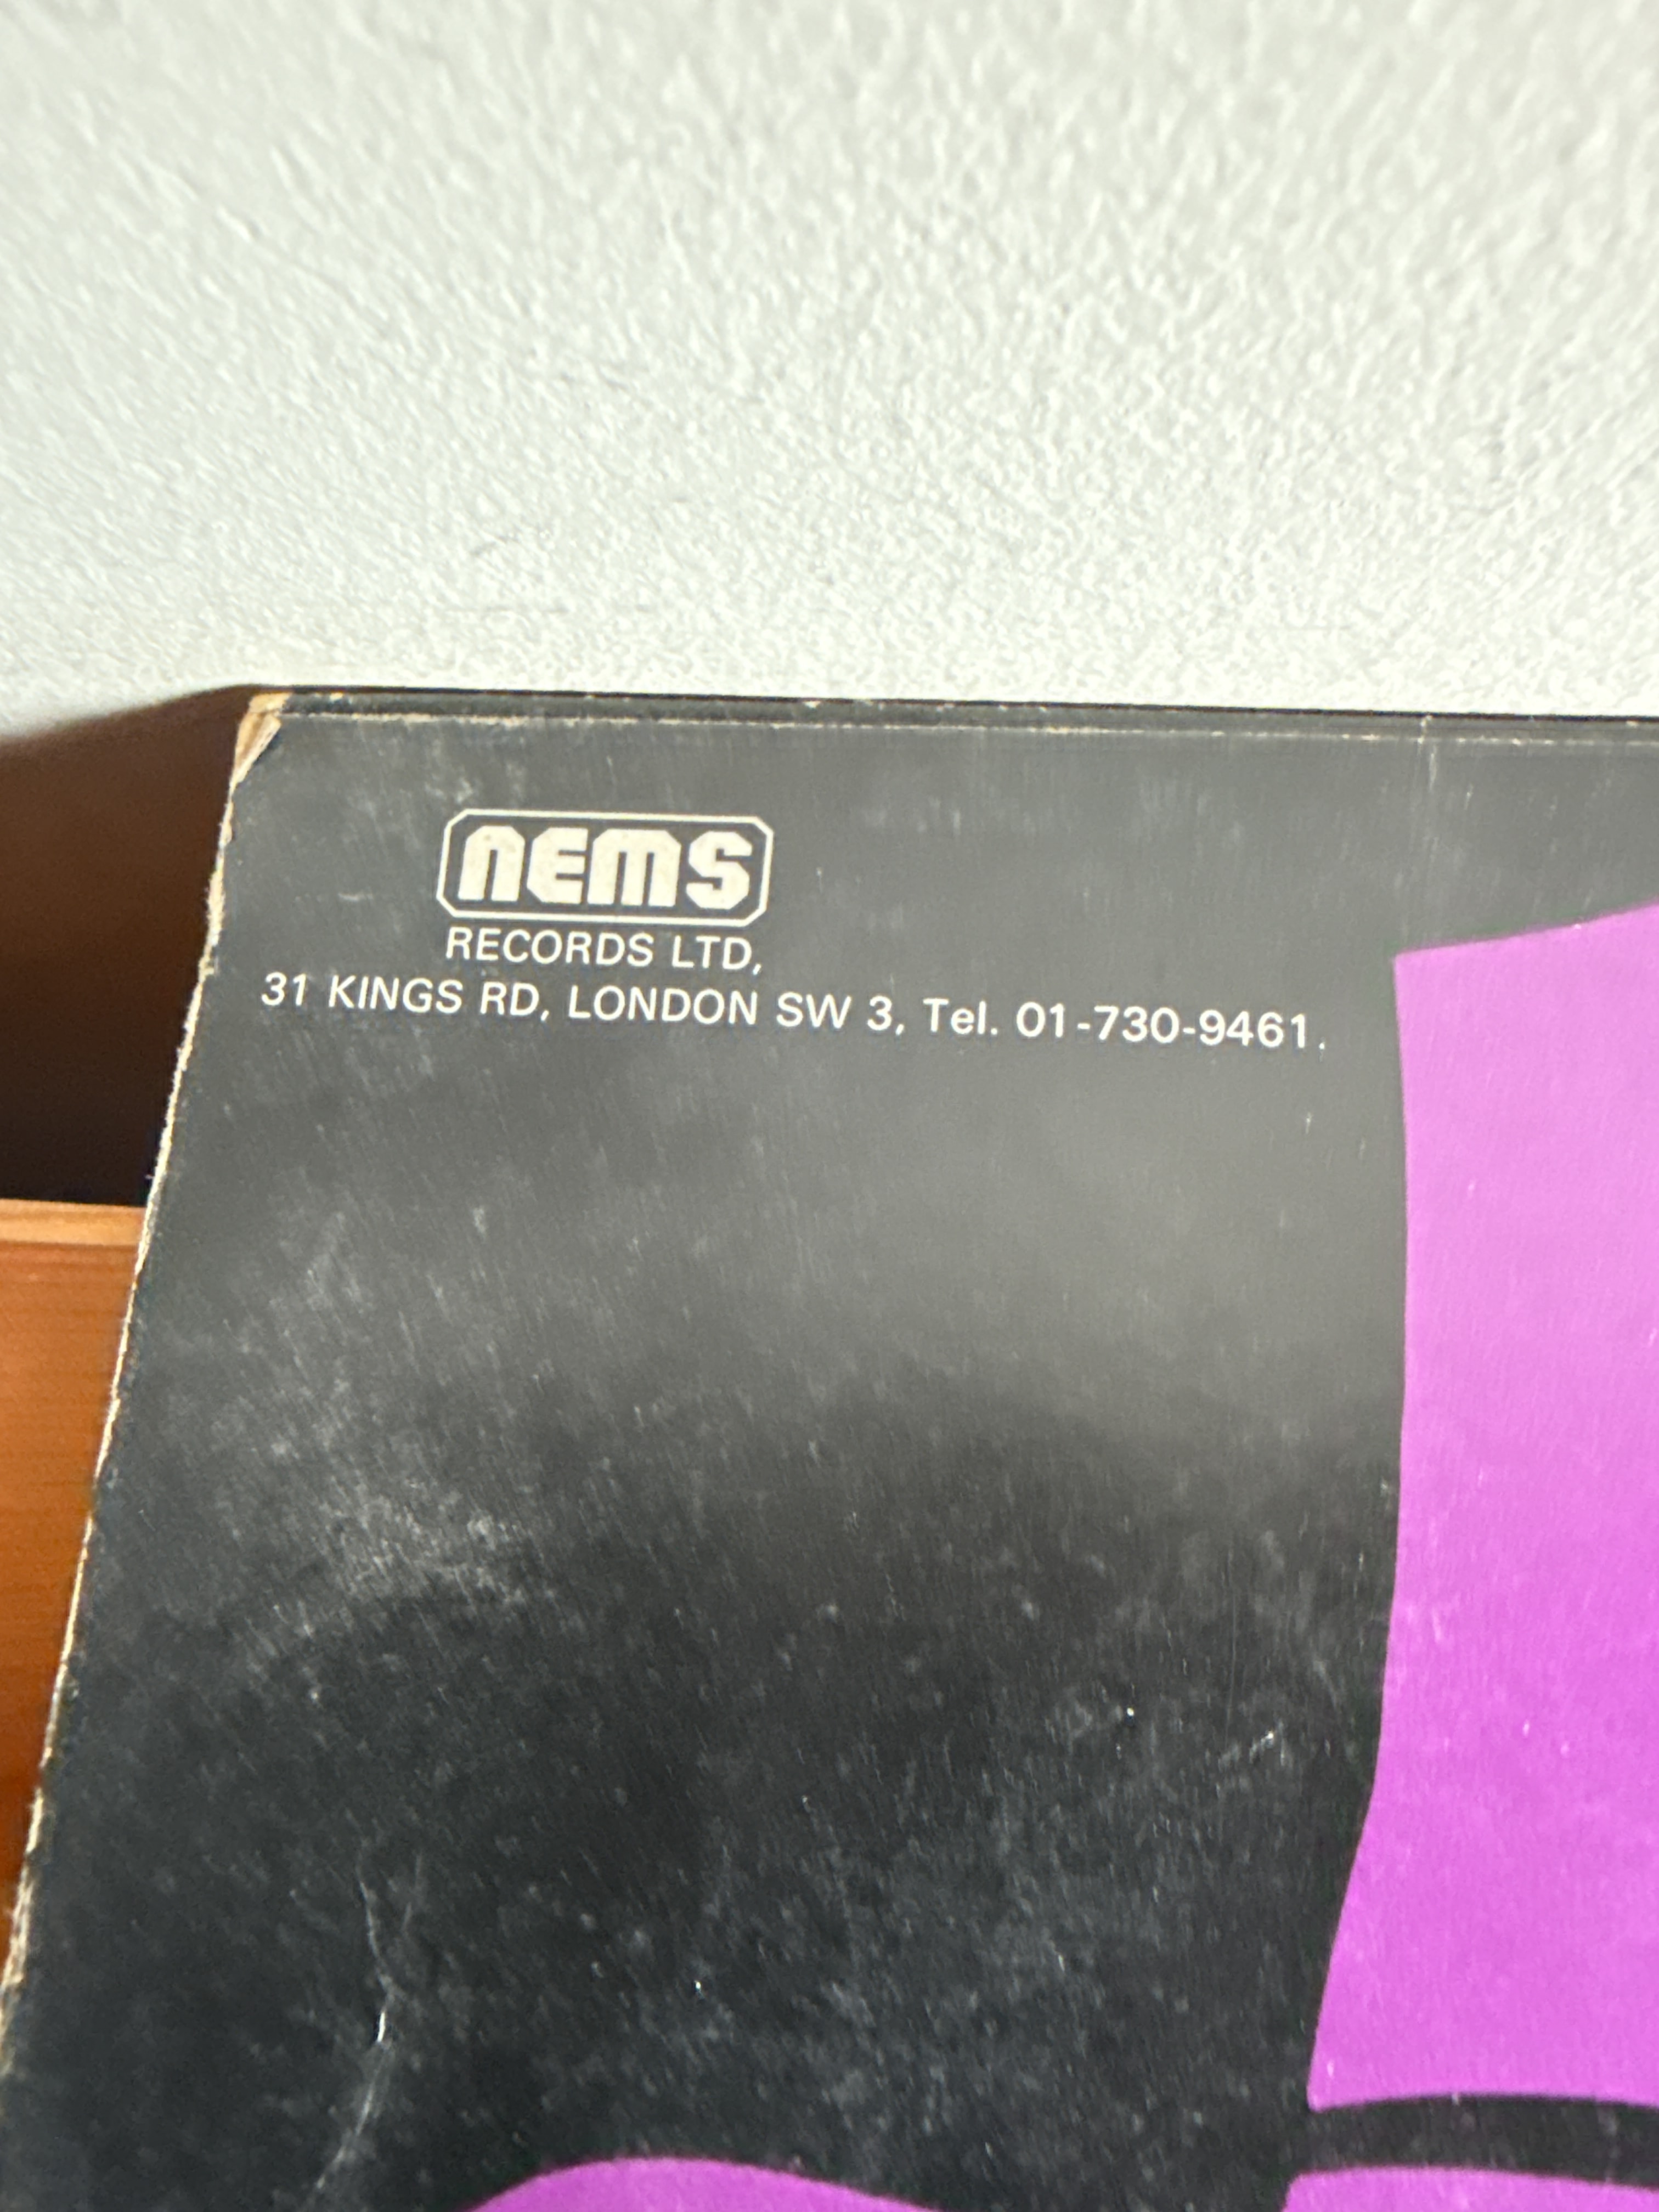 nems
RECORDS LTD,
31 KINGS RD, LONDON SW 3, Tel. 01-730-9461.